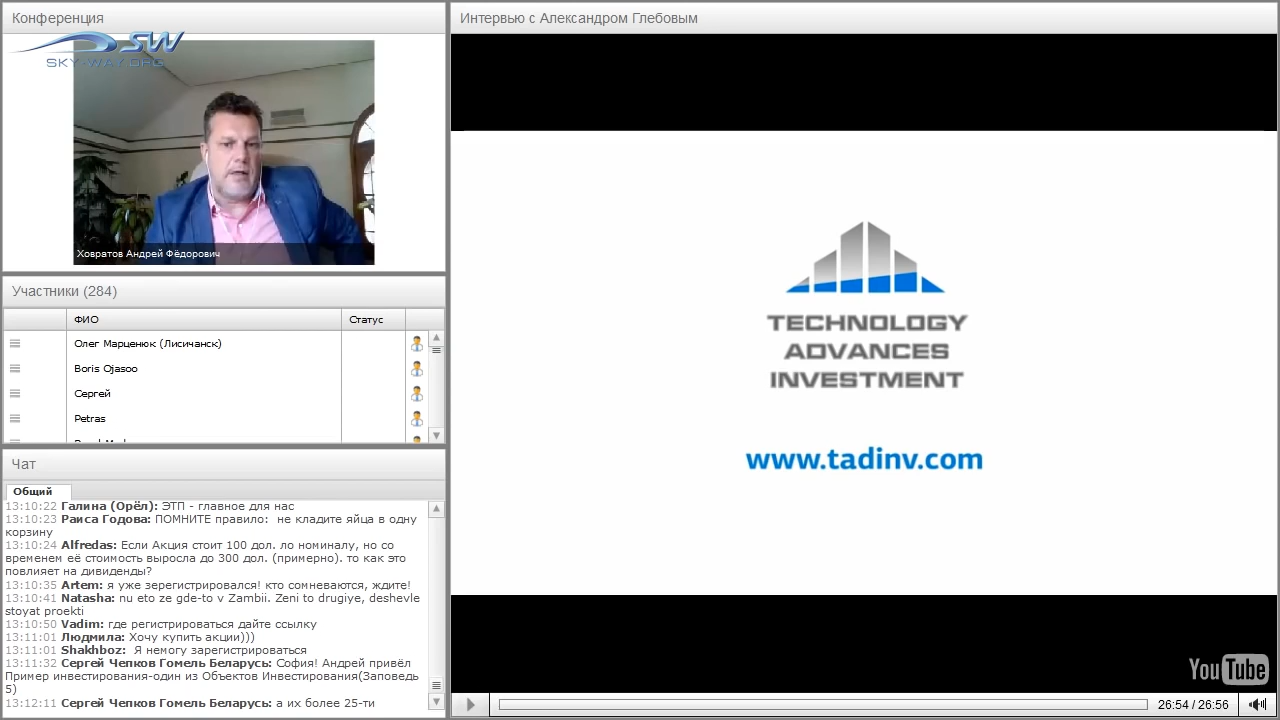 Конференция
SW
SKY-WAY.ORG
Ховратов Андрей Фёдорович
Участники (284)
ФИО Статус
Олег Марценюк (Лисичанск)
Boris Ojasoo
Сергей
Petras
Чат
Общий
13:10:22 Галина (Орёл): ЭТП - главное для нас
13:10:23 Раиса Годова: ПОМНИТЕ правило: не кладите яйца в одну
корзину
13:10:24 Alfredas: Если Акция стоит 100 дол. ло номиналу, но со
временем её стоимость выросла до 300 дол. (примерно). то как это
повлияет на дивиденды?
13:10:35 Artem: я уже зерегистрировался! кто сомневаются, ждите!
13:10:41 Natasha: nu eto ze gde-to v Zambii. Zeni to drugiye, deshevle
stoyat proekti
13:10:50 Vadim: где регистрироваться дайте ссылку
13:11:01 Людмила: Хочу купить акции)))
13:11:01 Shakhboz: Я немогу зарегистрироваться
13:11:32 Сергей Чепков Гомель Беларусь: София! Андрей привёл
Пример инвестирования-один из Объектов Инвестирования(Заповедь
5)
13:12:11 Сергей Чепков Гомель Беларусь: а их более 25-ти
Интервью с Александром Глебовым
TECHNOLOGY
ADVANCES
INVESTMENT
www.tadinv.com
YouTube
26:54 / 26:56